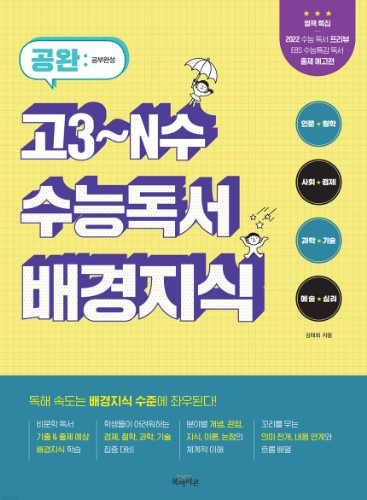 ★ ★ ★
별책 특집
2022 수능 독서 프리뷰
EBS 수능특강 독서
출제 예고편
공완: 공부완성
고3~N수
수능독서
배경지식
인문 ★ 철학
사회 ★ 경제
과학 ★ 기술
예술 ★ 심리
김태희 지음
독해 속도는 배경지식 수준에 좌우된다!
비문학 독서
기출 & 출제 예상
배경지식 학습
학생들이 어려워하는
경제, 철학, 과학, 기술
집중 대비
분야별 개념, 관점,
지식, 이론, 논점의
체계적 이해
꼬리를 무는
의미 전개, 내용 연계와
흐름 배열